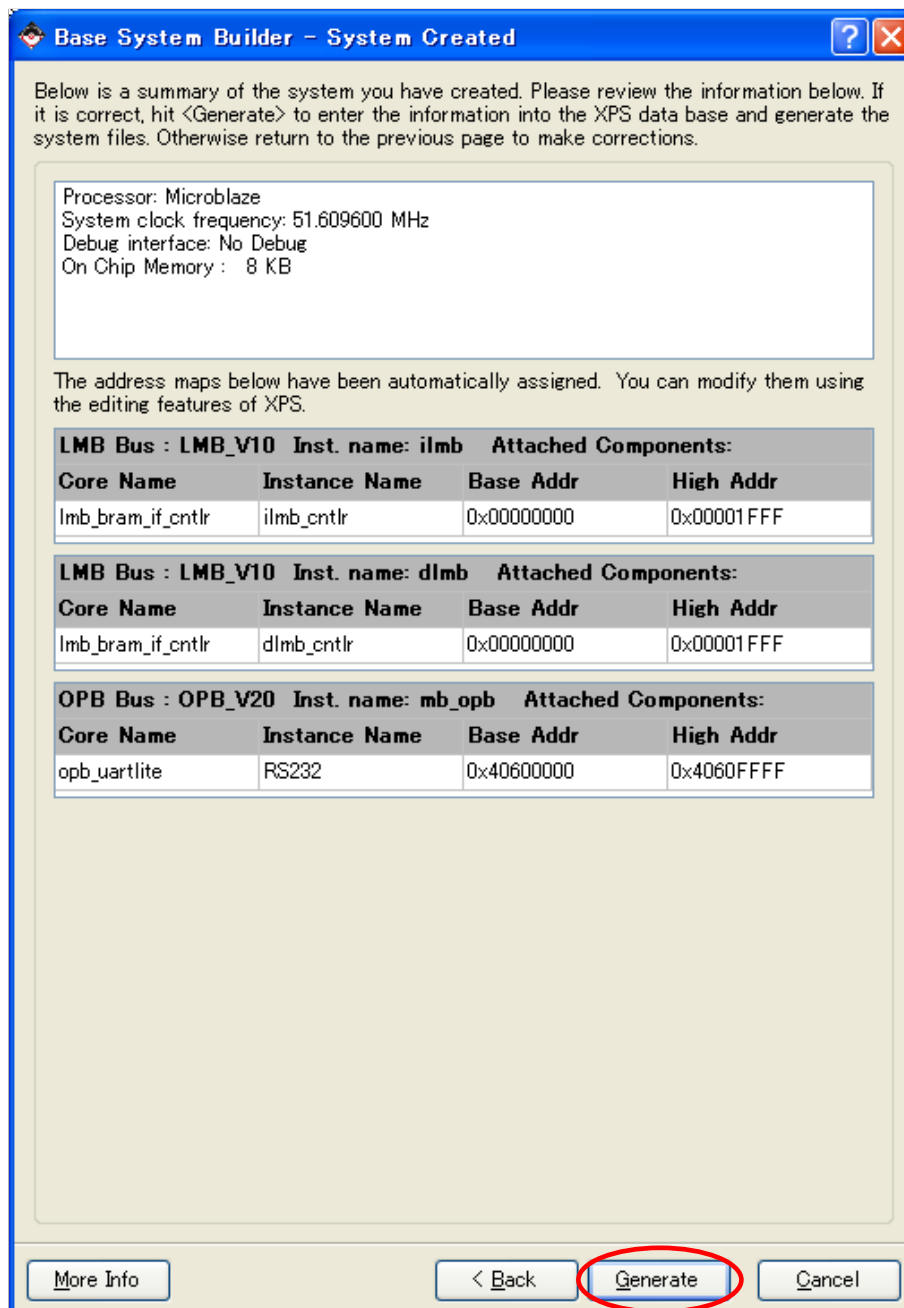 Base System Builder - System Created
Below is a summary of the system you have created. Please review the information below. If
it is correct, hit <Generate> to enter the information into the XPS data base and generate the
system files. Otherwise return to the previous page to make corrections.
Processor: Microblaze
System clock frequency: 51.609600 MHz
Debug interface: No Debug
On Chip Memory :   8 KB
The address maps below have been automatically assigned.  You can modify them using
the editing features of XPS.
LMB Bus : LMB_V10  Inst. name: ilmb    Attached Components:
Core Name Instance Name Base Addr High Addr
lmb_bram_if_cntlr ilmb_cntlr 0x00000000 0x00001FFF
LMB Bus : LMB_V10  Inst. name: dlmb    Attached Components:
Core Name Instance Name Base Addr High Addr
lmb_bram_if_cntlr dlmb_cntlr 0x00000000 0x00001FFF
OPB Bus : OPB_V20  Inst. name: mb_opb    Attached Components:
Core Name Instance Name Base Addr High Addr
opb_uartlite RS232 0x40600000 0x4060FFFF
More Info < Back Generate Cancel